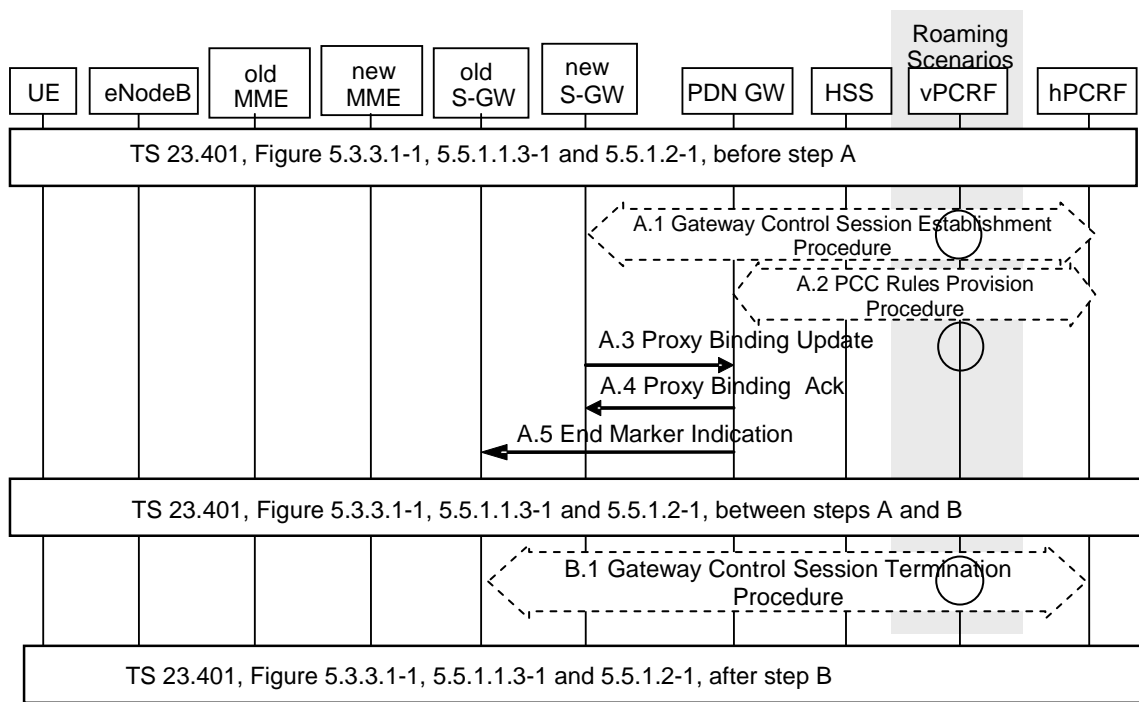 Roaming
Scenarios
UE
eNodeB
old
MME
new
MME
old
S-GW
new
S-GW
PDN GW
HSS
vPCRF
hPCRF
TS 23.401, Figure 5.3.3.1-1, 5.5.1.1.3-1 and 5.5.1.2-1, before step A
A.1 Gateway Control Session Establishment
Procedure
A.2 PCC Rules Provision
Procedure
A.3 Proxy Binding Update
A.4 Proxy Binding Ack
A.5 End Marker Indication
TS 23.401, Figure 5.3.3.1-1, 5.5.1.1.3-1 and 5.5.1.2-1, between steps A and B
B.1 Gateway Control Session Termination
Procedure
TS 23.401, Figure 5.3.3.1-1, 5.5.1.1.3-1 and 5.5.1.2-1, after step B